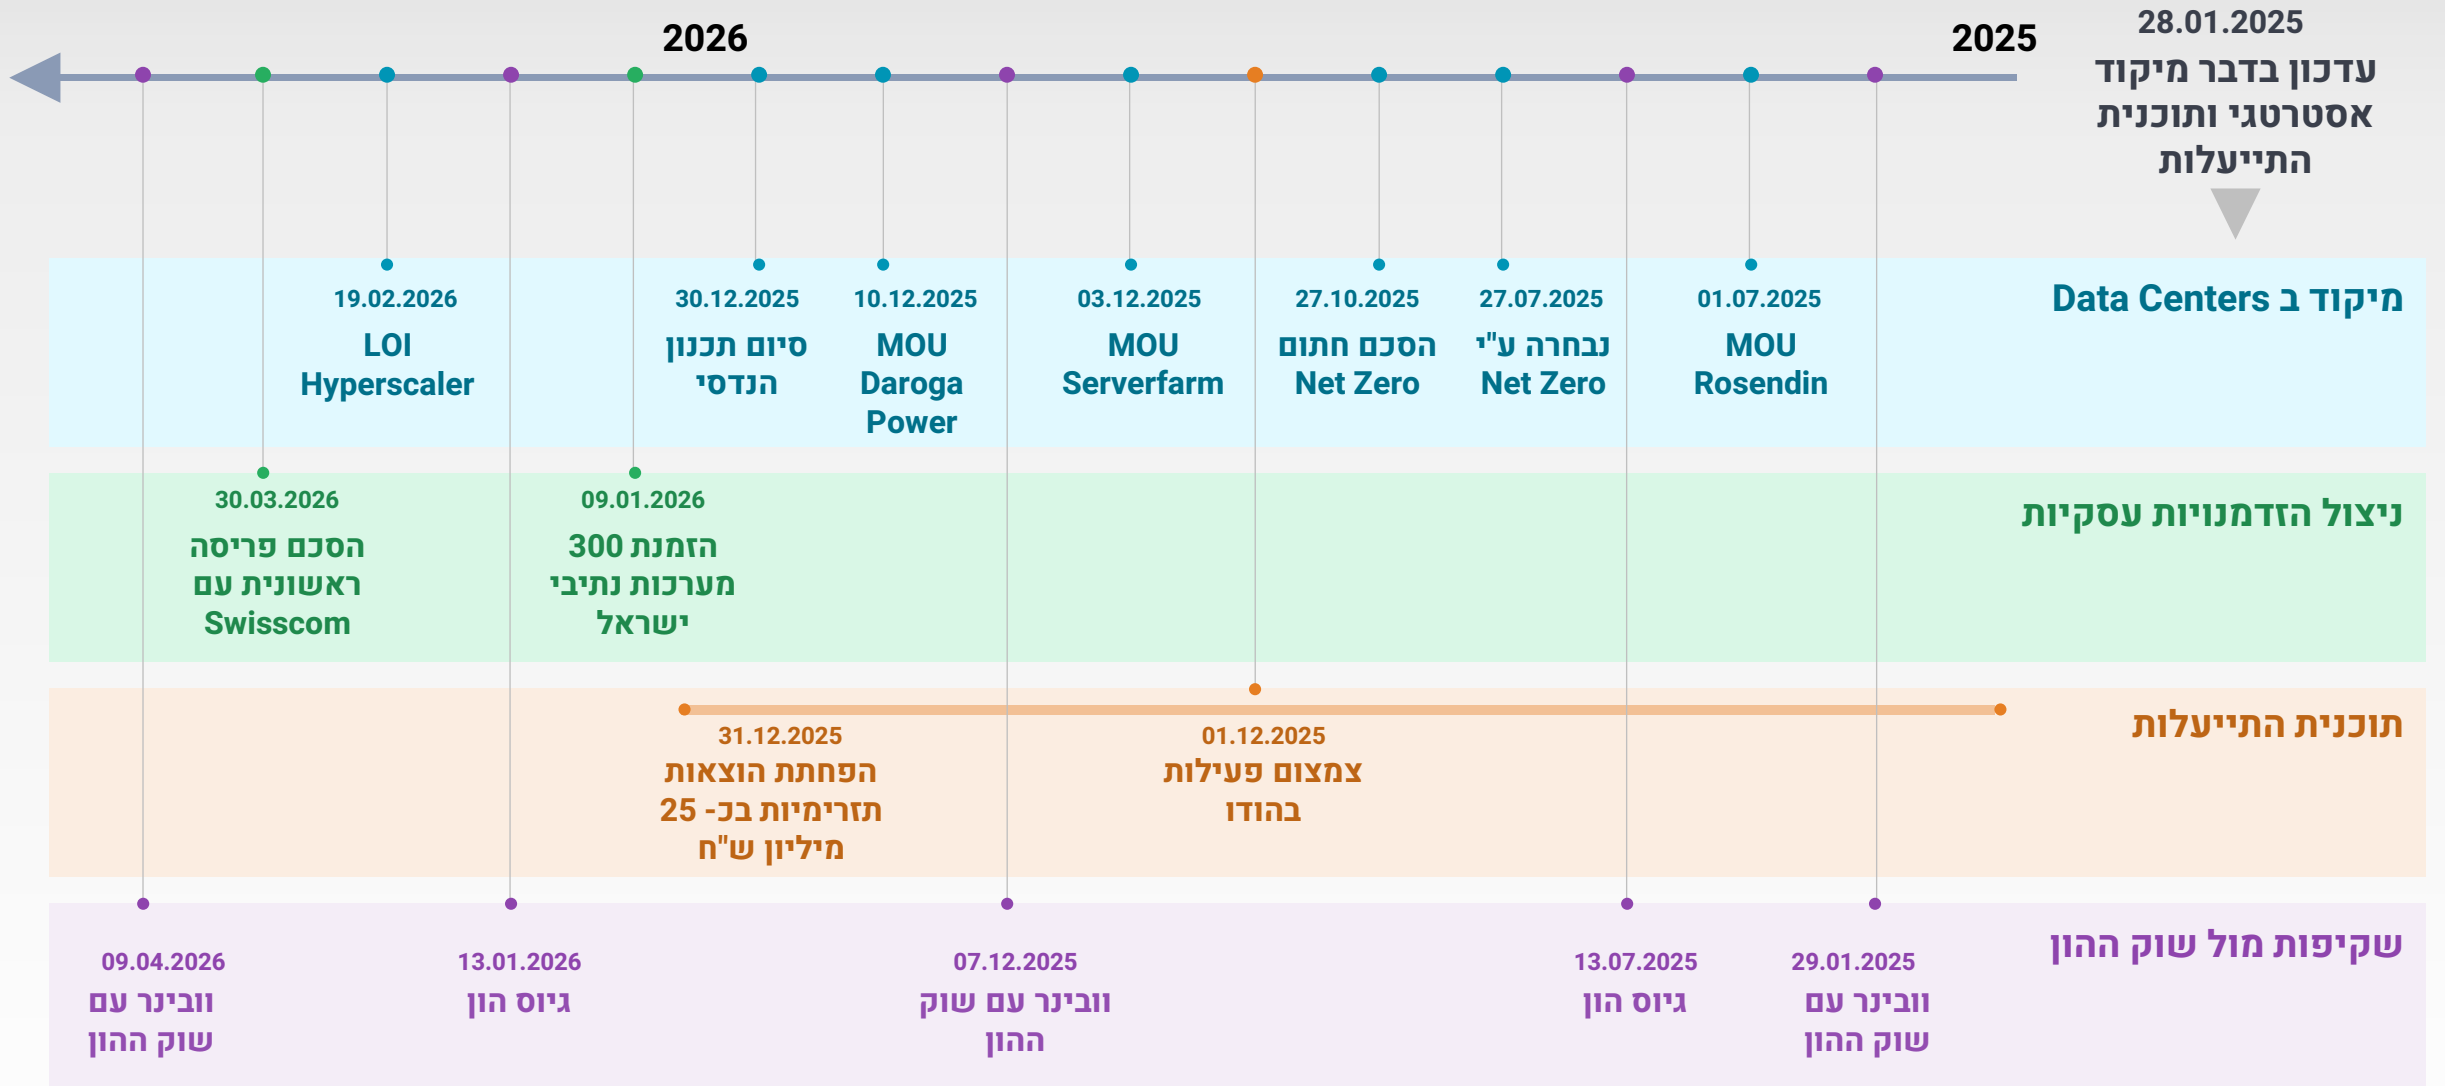 28.01.2025
עדכון בדבר מיקוד
אסטרטגי ותוכנית
התייעלות
2025
2026
מיקוד ב Data Centers
01.07.2025
MOU
Rosendin
27.07.2025
נבחרה ע"י
Net Zero
27.10.2025
הסכם חתום
Net Zero
03.12.2025
MOU
Serverfarm
10.12.2025
MOU
Daroga
Power
30.12.2025
סיום תכנון
הנדסי
19.02.2026
LOI
Hyperscaler
ניצול הזדמנויות עסקיות
09.01.2026
הזמנת 300
מערכות נתיבי
ישראל
30.03.2026
הסכם פריסה
ראשונית עם
Swisscom
תוכנית התייעלות
01.12.2025
צמצום פעילות
בהודו
31.12.2025
הפחתת הוצאות
תזרימיות בכ- 25
מיליון ש"ח
שקיפות מול שוק ההון
29.01.2025
וובינר עם
שוק ההון
13.07.2025
גיוס הון
07.12.2025
וובינר עם שוק
ההון
13.01.2026
גיוס הון
09.04.2026
וובינר עם
שוק ההון